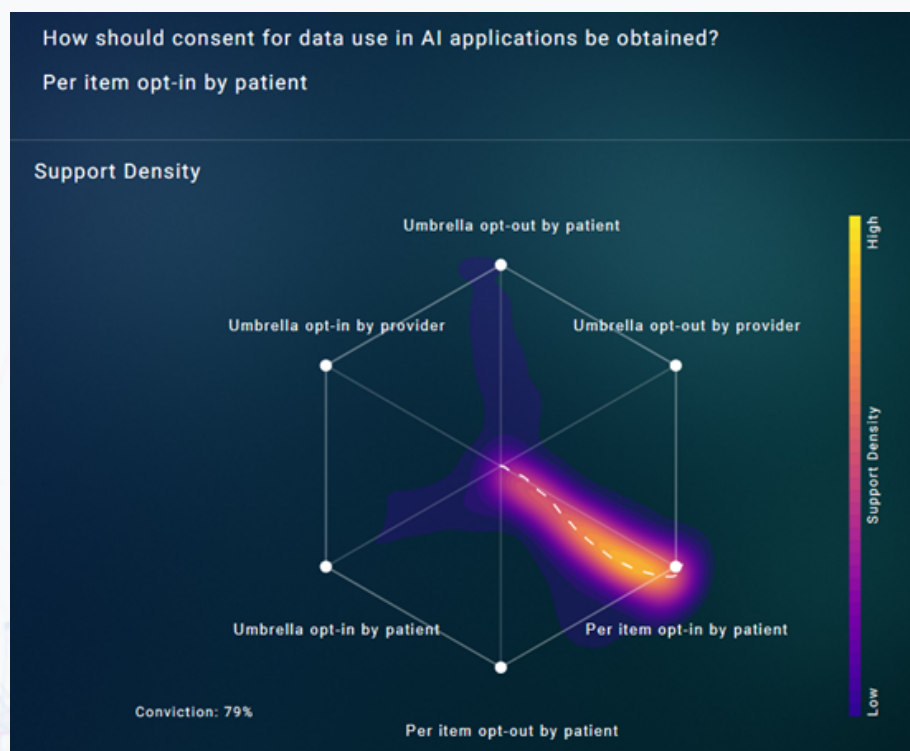 How should consent for data use in AI applications be obtained?
Per item opt-in by patient
Support Density
Umbrella opt-out by patient
High
Umbrella opt-in by provider
Umbrella opt-out by provider
Support Density
Umbrella opt-in by patient
Per item opt-in by patient
Low
Conviction: 79%
Per item opt-out by patient